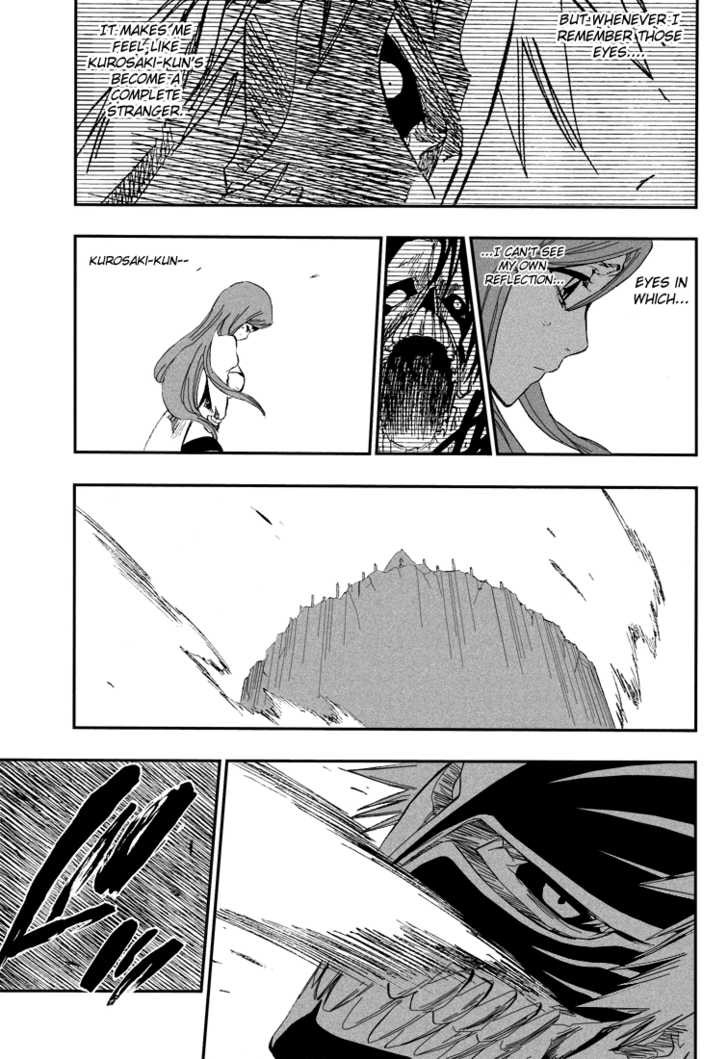 BUT WHENEVER I
REMEMBER THOSE
EYES....
IT MAKES ME
FEEL LIKE
KUROSAKI-KUN'S
BECOME A
COMPLETE
STRANGER...
EYES IN
WHICH...
...I CAN'T SEE
MY OWN
REFLECTION...
KUROSAKI-KUN--